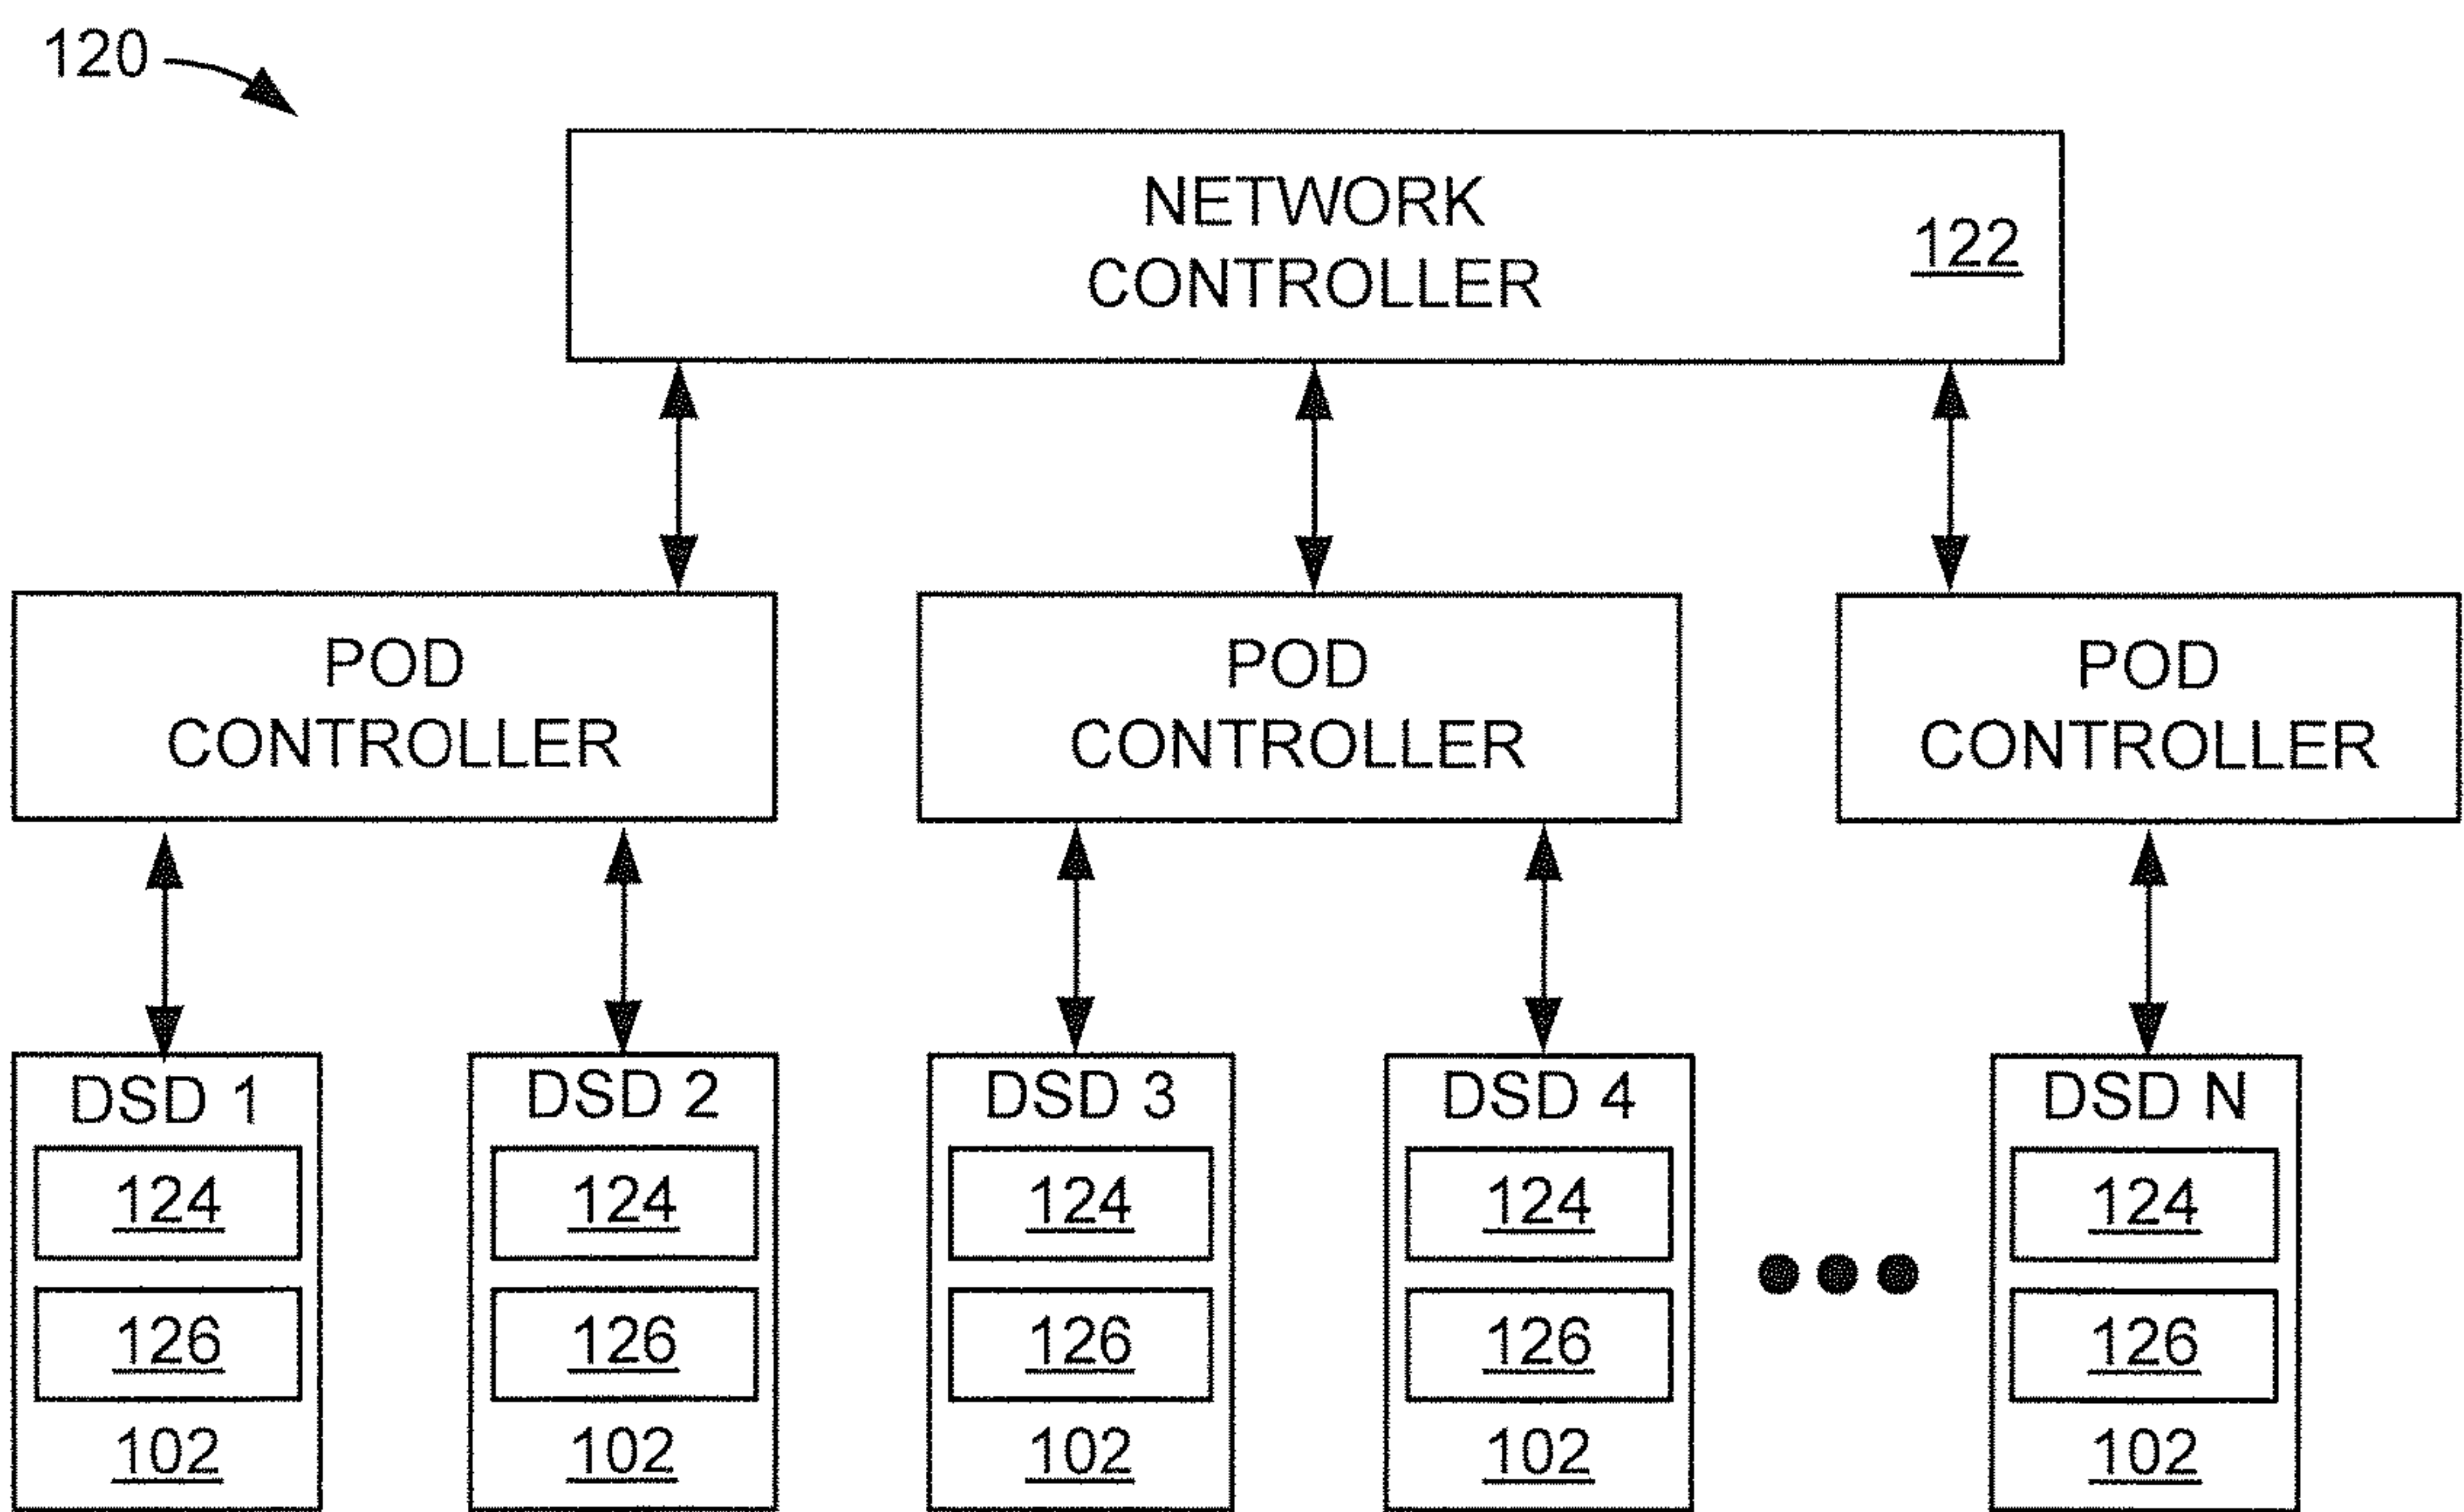 120
NETWORK
CONTROLLER
122
POD
CONTROLLER
POD
CONTROLLER
POD
CONTROLLER
DSD 1
124
126
102
DSD 2
124
126
102
DSD 3
124
126
102
DSD 4
124
126
102
DSD N
124
126
102